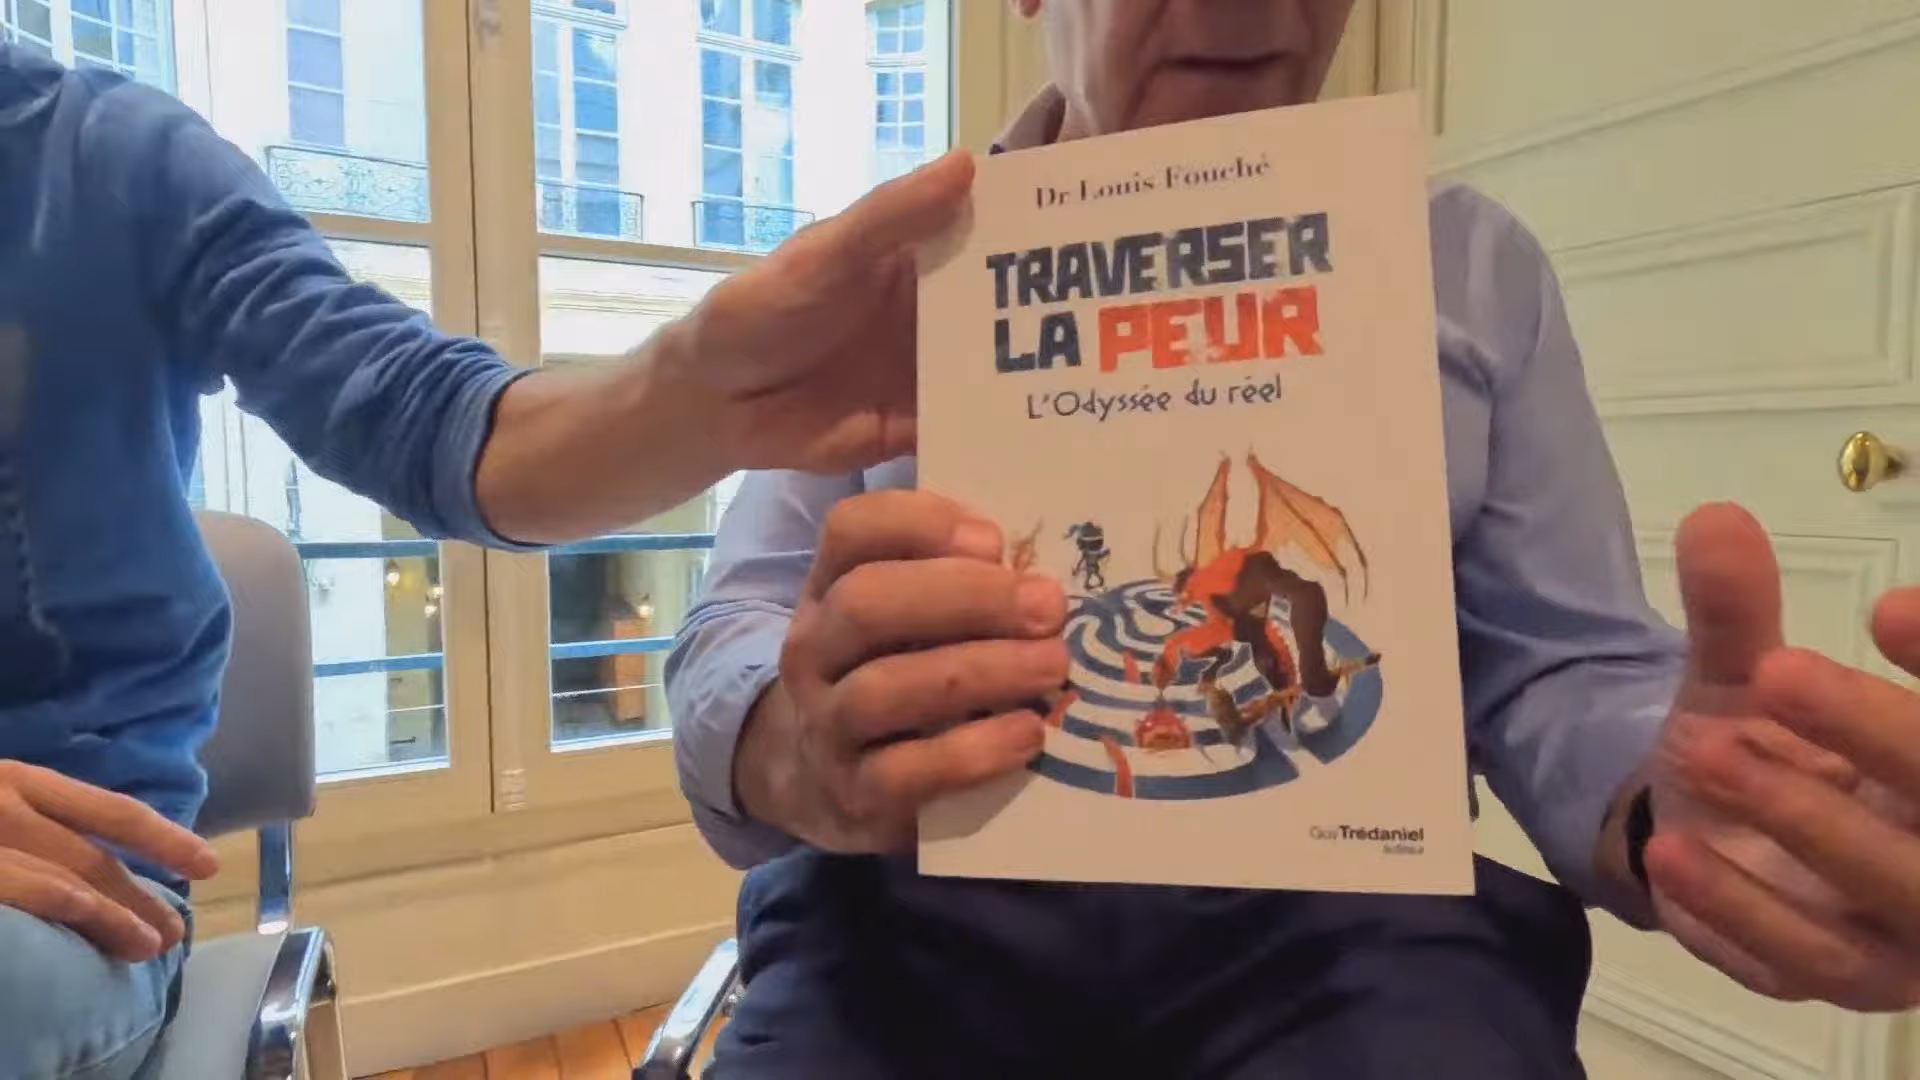 Dr Louis Fouché
TRAVERSER
LA PEUR
L'Odyssée du réel
Guy Trédaniel
éditeur